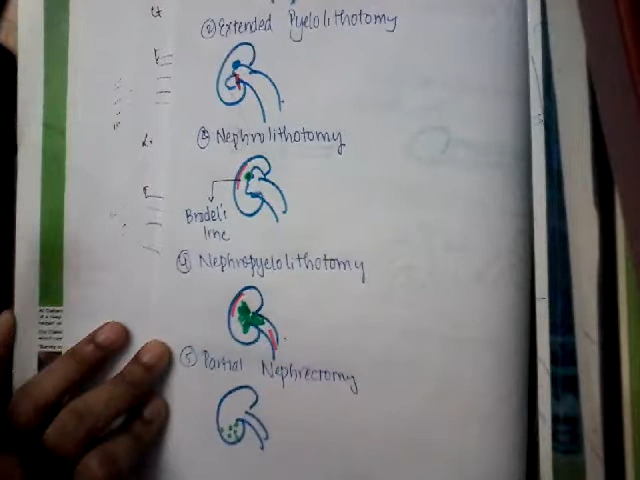 ② Extended Pyelolithotomy
③ Nephrolithotomy
Brodel's
line
④ Nephropyelolithotomy
⑤ Partial Nephrectomy